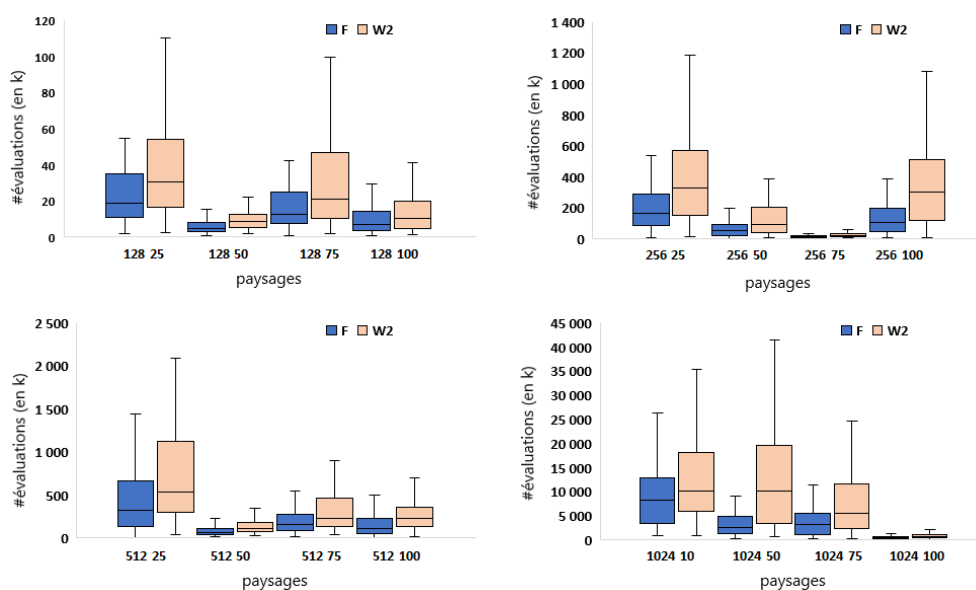 120
F W2
100
80
60
40
20
0
#évaluations (en k)
128 25 128 50 128 75 128 100
paysages
1 400
F W2
1 200
1 000
800
600
400
200
0
#évaluations (en k)
256 25 256 50 256 75 256 100
paysages
2 500
F W2
2 000
1 500
1 000
500
0
#évaluations (en k)
512 25 512 50 512 75 512 100
paysages
45 000
F W2
40 000
35 000
30 000
25 000
20 000
15 000
10 000
5 000
0
#évaluations (en k)
1024 10 1024 50 1024 75 1024 100
paysages